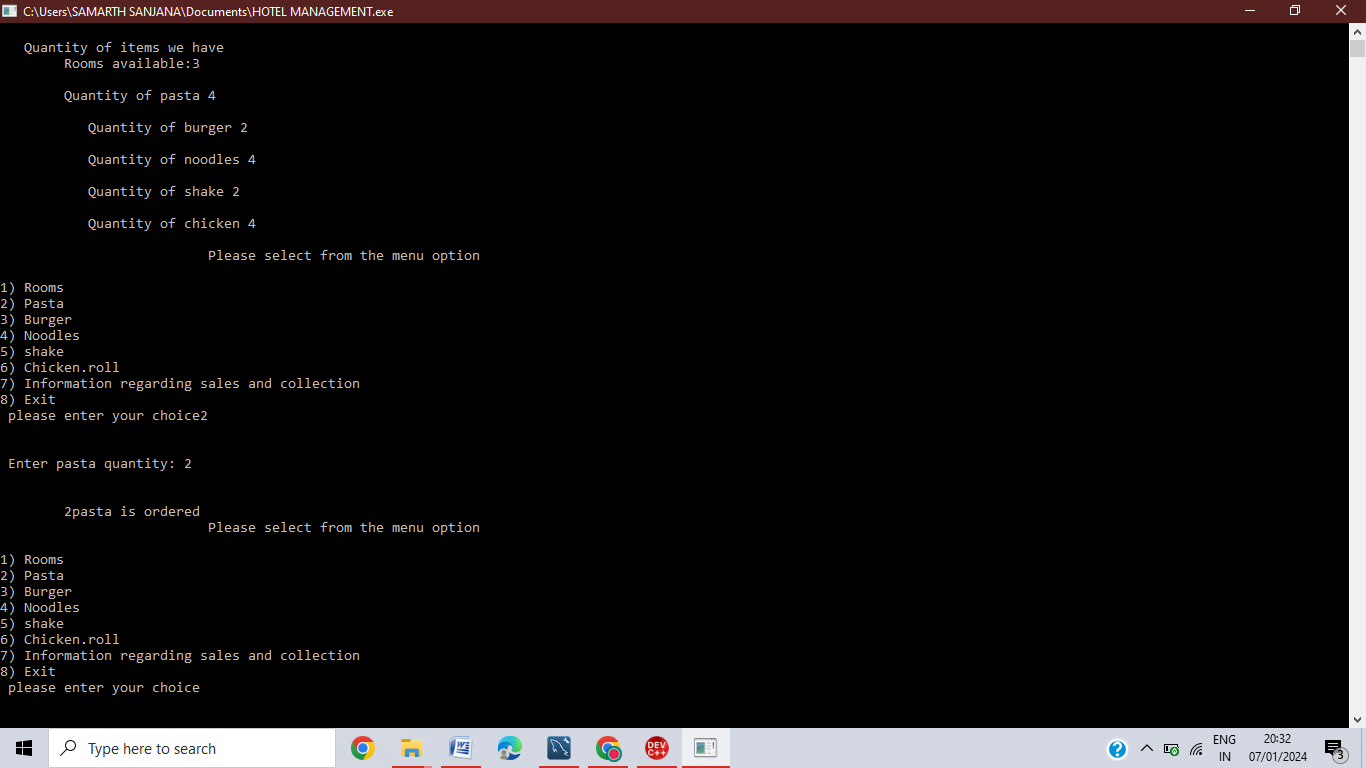 C:\Users\SAMARTH SANJANA\Documents\HOTEL MANAGEMENT.exe
Quantity of items we have
Rooms available:3
Quantity of pasta 4
Quantity of burger 2
Quantity of noodles 4
Quantity of shake 2
Quantity of chicken 4
Please select from the menu option
1) Rooms
2) Pasta
3) Burger
4) Noodles
5) shake
6) Chicken.roll
7) Information regarding sales and collection
8) Exit
please enter your choice2
Enter pasta quantity: 2
2pasta is ordered
Please select from the menu option
1) Rooms
2) Pasta
3) Burger
4) Noodles
5) shake
6) Chicken.roll
7) Information regarding sales and collection
8) Exit
please enter your choice
Type here to search
W
DEV
C++
?
ENG
IN
20:32
07/01/2024
3